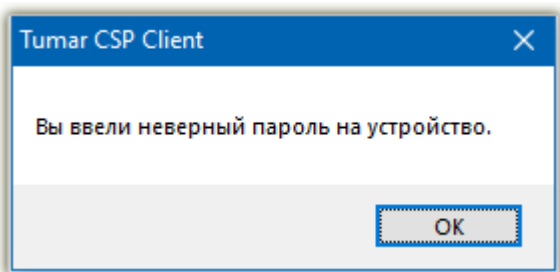 Tumar CSP Client
Вы ввели неверный пароль на устройство.
OK